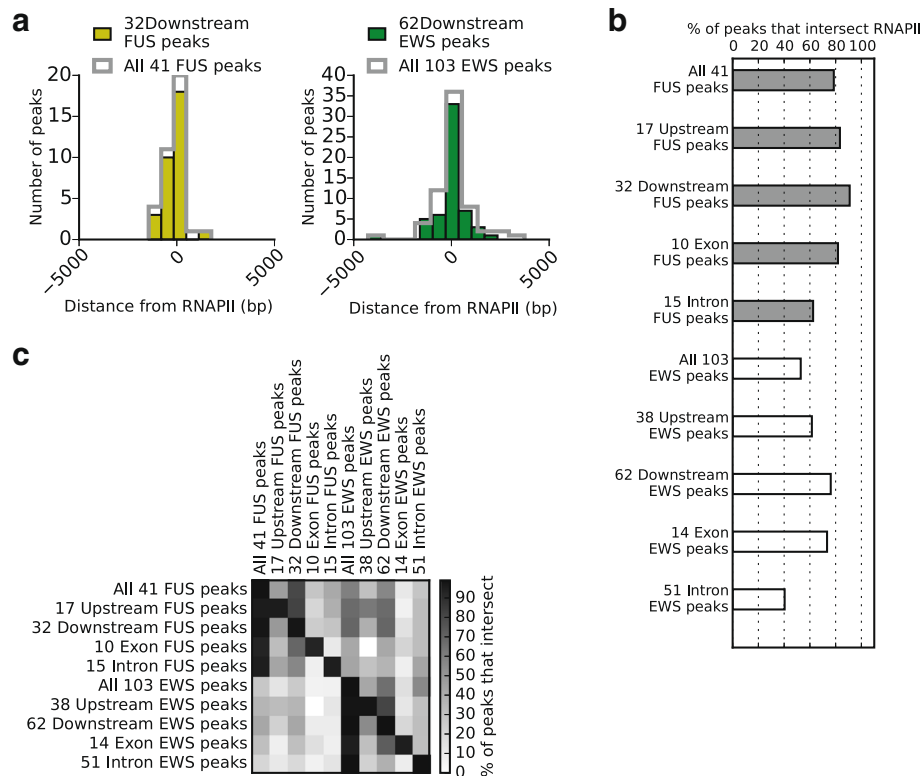 a
32Downstream
FUS peaks
All 41 FUS peaks
Number of peaks
20
15
10
5
0
−5000
0
5000
Distance from RNAPII (bp)
62Downstream
EWS peaks
All 103 EWS peaks
Number of peaks
40
35
30
25
20
15
10
5
0
−5000
0
5000
Distance from RNAPII (bp)
b
% of peaks that intersect RNAPII
0 20 40 60 80 100
All 41
FUS peaks
17 Upstream
FUS peaks
32 Downstream
FUS peaks
10 Exon
FUS peaks
15 Intron
FUS peaks
All 103
EWS peaks
38 Upstream
EWS peaks
62 Downstream
EWS peaks
14 Exon
EWS peaks
51 Intron
EWS peaks
c
All 41 FUS peaks
17 Upstream FUS peaks
32 Downstream FUS peaks
10 Exon FUS peaks
15 Intron FUS peaks
All 103 EWS peaks
38 Upstream EWS peaks
62 Downstream EWS peaks
14 Exon EWS peaks
51 Intron EWS peaks
All 41 FUS peaks
17 Upstream FUS peaks
32 Downstream FUS peaks
10 Exon FUS peaks
15 Intron FUS peaks
All 103 EWS peaks
38 Upstream EWS peaks
62 Downstream EWS peaks
14 Exon EWS peaks
51 Intron EWS peaks
90
80
70
60
50
40
30
20
10
0
% of peaks that intersect